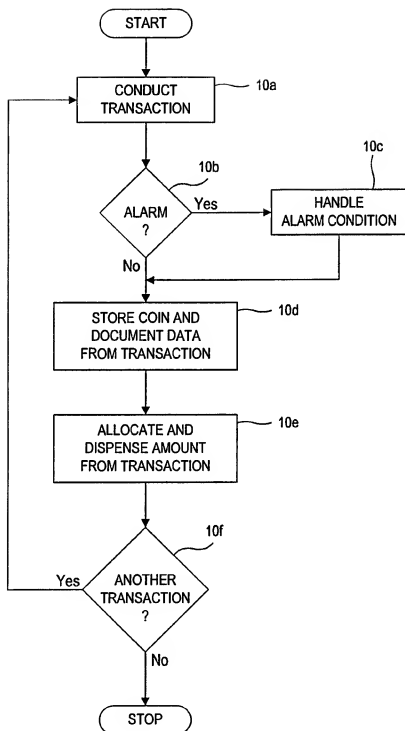 START
CONDUCT
TRANSACTION
10a
10b
10c
ALARM
?
Yes
HANDLE
ALARM CONDITION
No
STORE COIN AND
DOCUMENT DATA
FROM TRANSACTION
10d
ALLOCATE AND
DISPENSE AMOUNT
FROM TRANSACTION
10e
10f
Yes
ANOTHER
TRANSACTION
?
No
STOP